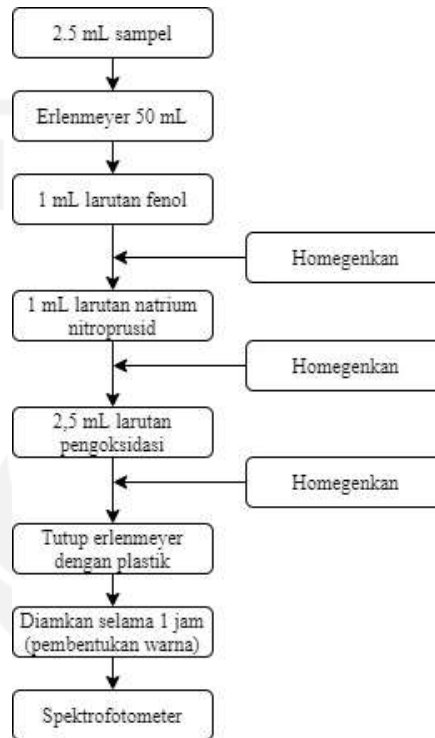 2.5 mL sampel
Erlenmeyer 50 mL
1 mL larutan fenol
Homegenkan
1 mL larutan natrium
nitroprusid
Homegenkan
2,5 mL larutan
pengoksidasi
Homegenkan
Tutup erlenmeyer
dengan plastik
Diamkan selama 1 jam
(pembentukan warna)
Spektrofotometer